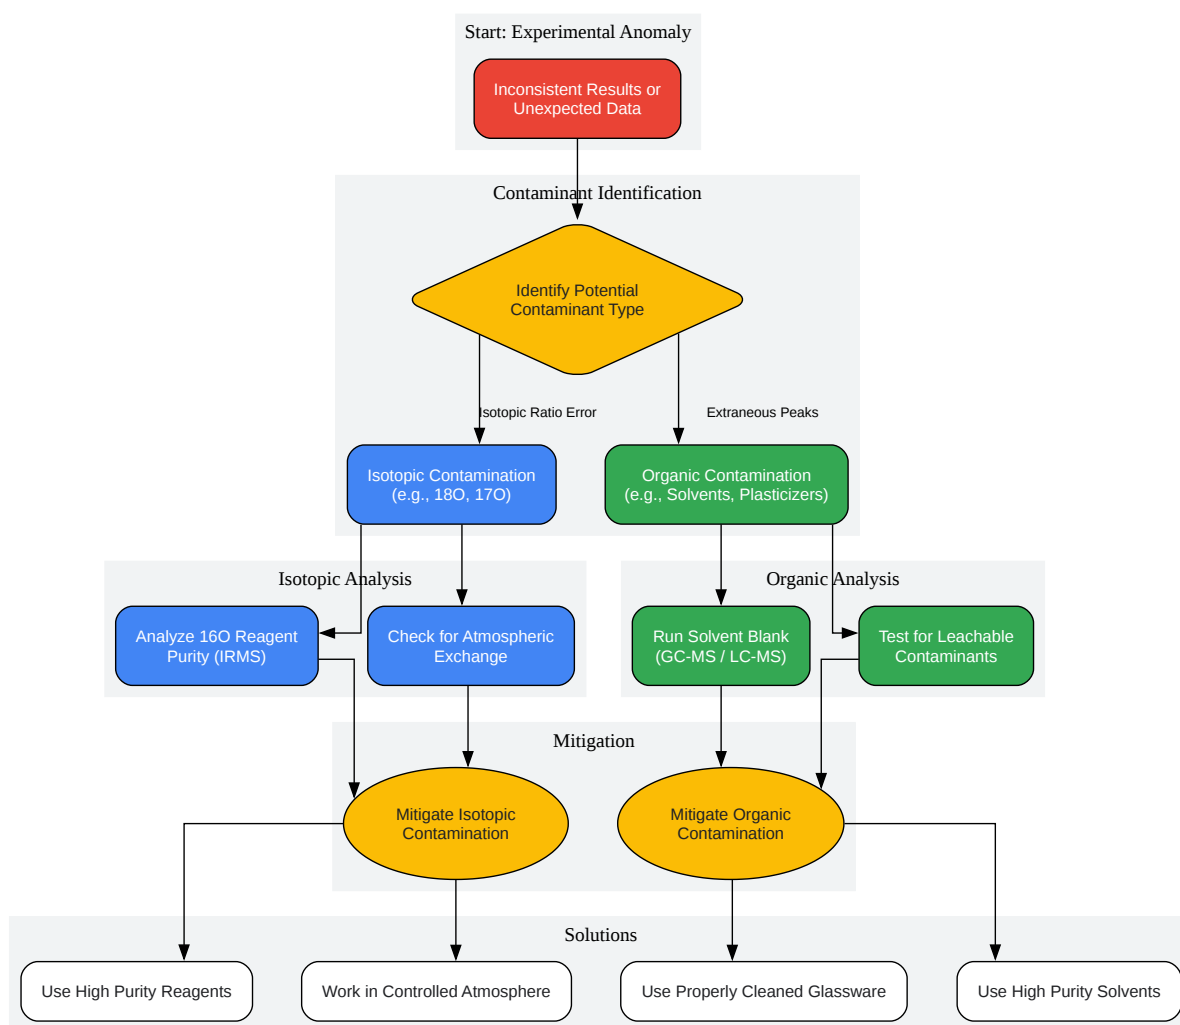 Start: Experimental Anomaly
Inconsistent Results or
Unexpected Data
Contaminant Identification
Identify Potential
Contaminant Type
Isotopic Ratio Error
Extraneous Peaks
Isotopic Contamination
(e.g., 18O, 17O)
Organic Contamination
(e.g., Solvents, Plasticizers)
Isotopic Analysis
Organic Analysis
Analyze 16O Reagent
Purity (IRMS)
Check for Atmospheric
Exchange
Run Solvent Blank
(GC-MS / LC-MS)
Test for Leachable
Contaminants
Mitigation
Mitigate Isotopic
Contamination
Mitigate Organic
Contamination
Solutions
Use High Purity Reagents
Work in Controlled Atmosphere
Use Properly Cleaned Glassware
Use High Purity Solvents